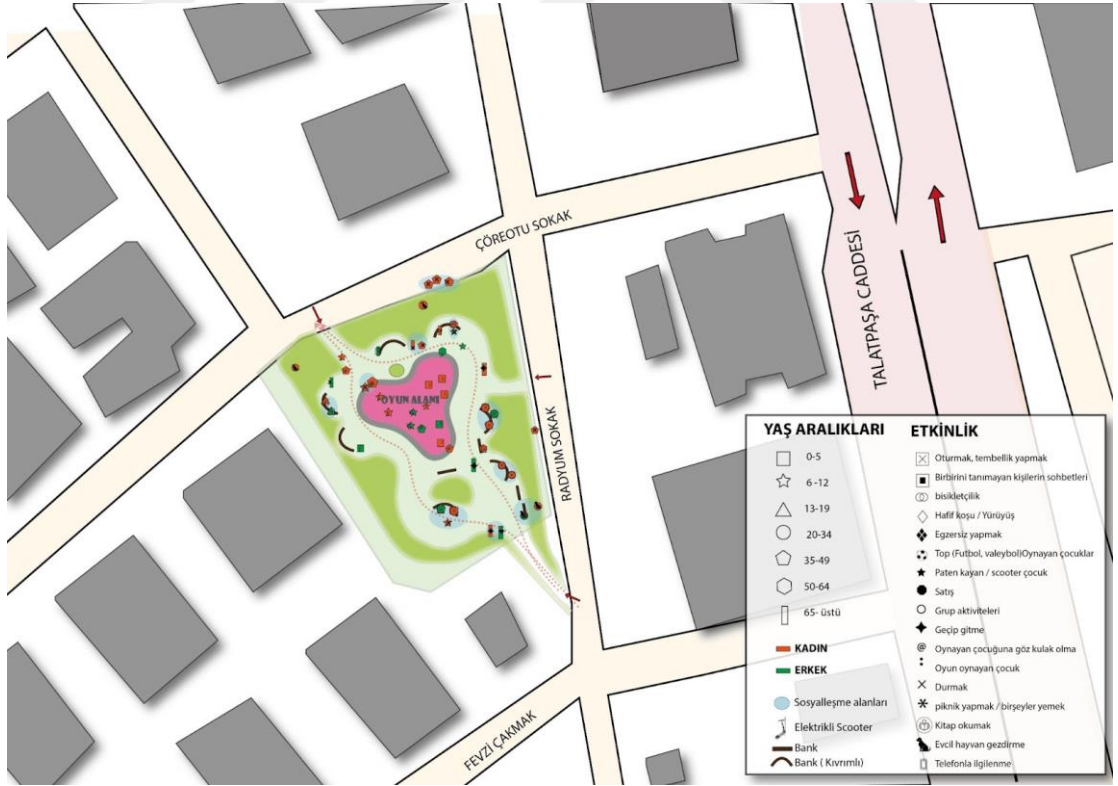 ÇÖREOTU SOKAK
TALATPAŞA CADDESİ
OYUN ALANI
RADYUM SOKAK
FEVZİ ÇAKMAK
YAŞ ARALIKLARI
0-5
6 -12
13-19
20-34
35-49
50-64
65- üstü
KADIN
ERKEK
Sosyalleşme alanları
Elektrikli Scooter
Bank
Bank ( Kıvrımlı)
ETKİNLİK
Oturmak, tembellik yapmak
Birbirini tanımayan kişilerin sohbetleri
bisikletçilik
Hafif koşu / Yürüyüş
Egzersiz yapmak
Top (Futbol, valeybol)Oynayan çocuklar
Paten kayan / scooter çocuk
Satış
Grup aktiviteleri
Geçip gitme
@ Oynayan çocuğuna göz kulak olma
Oyun oynayan çocuk
Durmak
piknik yapmak / birşeyler yemek
Kitap okumak
Evcil hayvan gezdirme
Telefonla ilgilenme